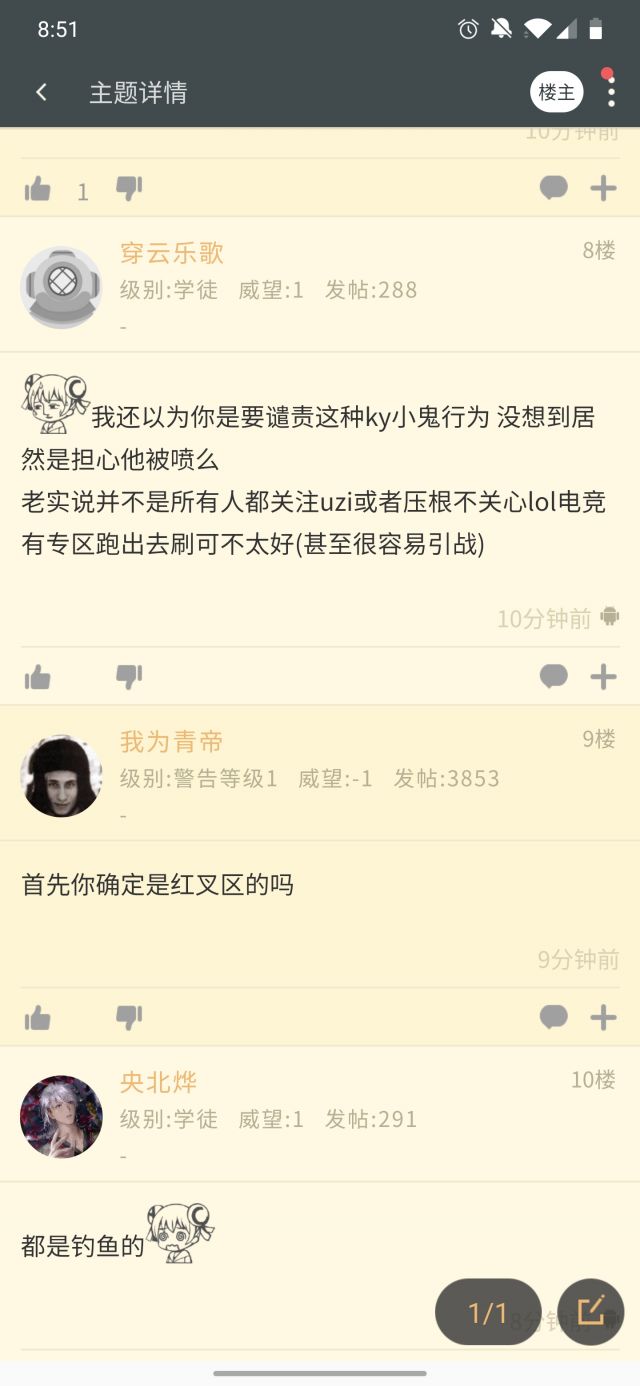 8:51
主题详情
楼主
10分钟前
1
穿云乐歌
8楼
级别:学徒 威望:1 发帖:288
-
我还以为你是要谴责这种ky小鬼行为 没想到居
然是担心他被喷么
老实说并不是所有人都关注uzi或者压根不关心lol电竞
有专区跑出去刷可不太好(甚至很容易引战)
10分钟前
我为青帝
9楼
级别:警告等级1 威望:-1 发帖:3853
-
首先你确定是红叉区的吗
9分钟前
央北烨
10楼
级别:学徒 威望:1 发帖:291
-
都是钓鱼的
1/1
8分钟前